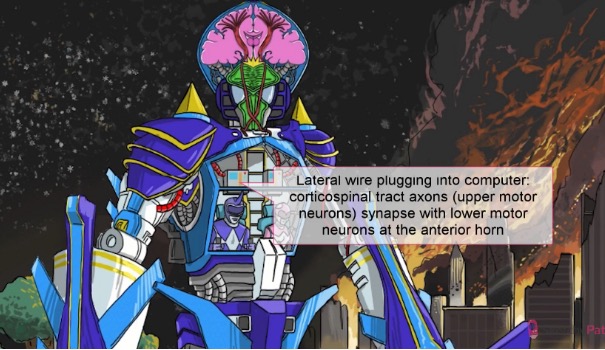 Lateral wire plugging into computer:
corticospinal tract axons (upper motor
neurons) synapse with lower motor
neurons at the anterior horn
Pat